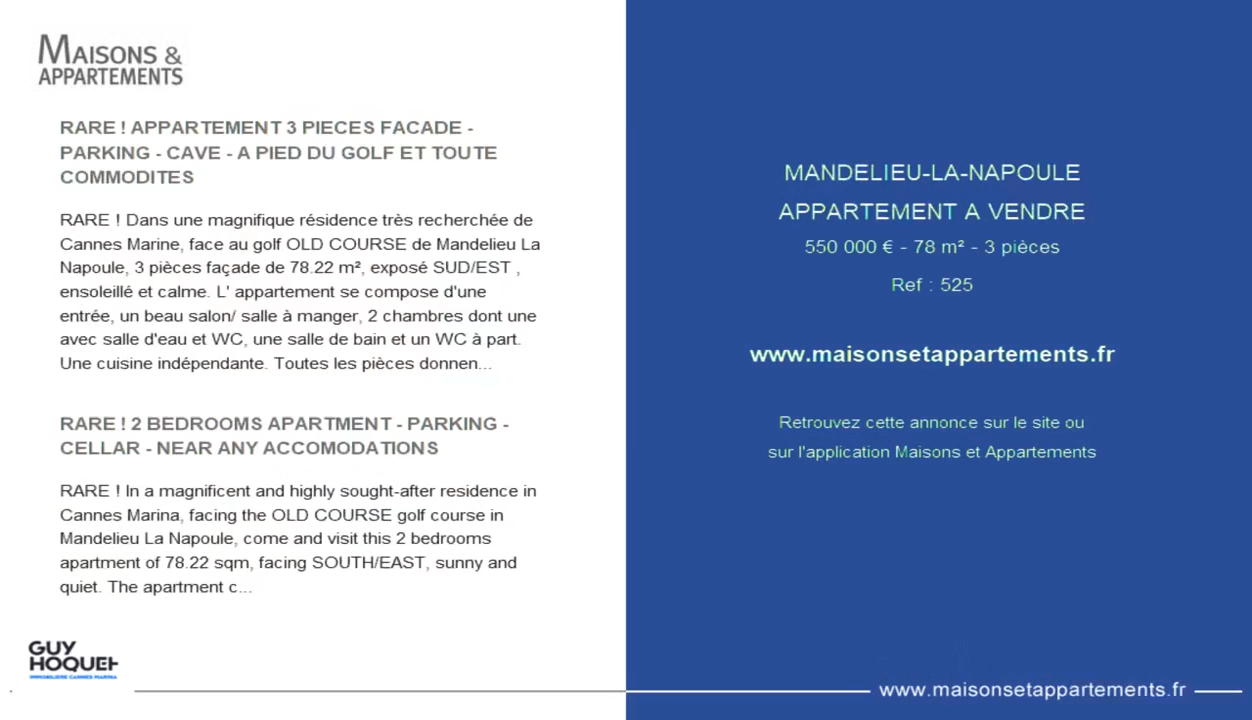 MAISONS &
APPARTEMENTS
RARE ! APPARTEMENT 3 PIECES FACADE -
PARKING - CAVE - A PIED DU GOLF ET TOUTE
COMMODITES
RARE ! Dans une magnifique résidence très recherchée de
Cannes Marine, face au golf OLD COURSE de Mandelieu La
Napoule, 3 pièces façade de 78.22 m², exposé SUD/EST ,
ensoleillé et calme. L' appartement se compose d'une
entrée, un beau salon/ salle à manger, 2 chambres dont une
avec salle d'eau et WC, une salle de bain et un WC à part.
Une cuisine indépendante. Toutes les pièces donnen...
RARE ! 2 BEDROOMS APARTMENT - PARKING -
CELLAR - NEAR ANY ACCOMODATIONS
RARE ! In a magnificent and highly sought-after residence in
Cannes Marina, facing the OLD COURSE golf course in
Mandelieu La Napoule, come and visit this 2 bedrooms
apartment of 78.22 sqm, facing SOUTH/EAST, sunny and
quiet. The apartment c...
GUY
HOQUET
IMMOBILIERE CANNES MARINA
MANDELIEU-LA-NAPOULE
APPARTEMENT A VENDRE
550 000 € - 78 m² - 3 pièces
Ref : 525
www.maisonsetappartements.fr
Retrouvez cette annonce sur le site ou
sur l'application Maisons et Appartements
www.maisonsetappartements.fr